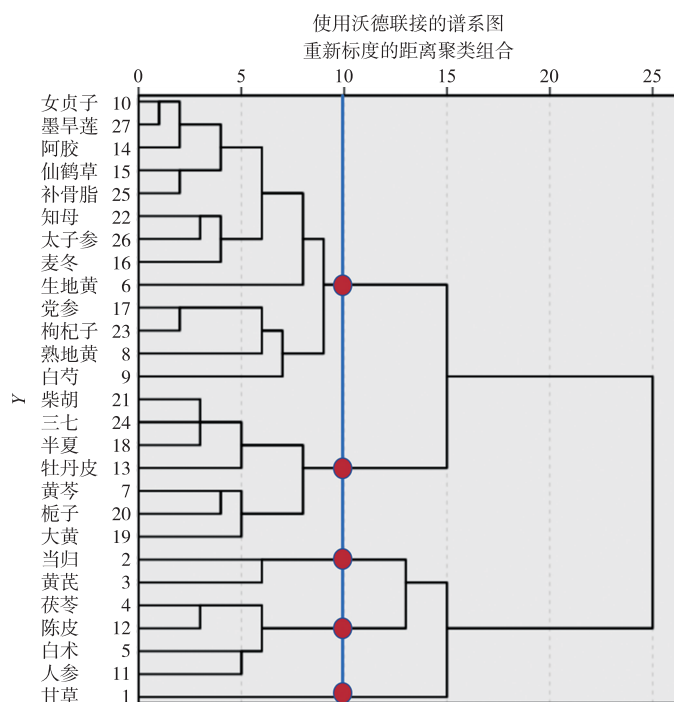 使用沃德联接的谱系图
重新标度的距离聚类组合
0 5 10 15 20 25
女贞子 10
墨旱莲 27
阿胶 14
仙鹤草 15
补骨脂 25
知母 22
太子参 26
麦冬 16
生地黄 6
党参 17
枸杞子 23
熟地黄 8
白芍 9
柴胡 21
Y
三七 24
半夏 18
牡丹皮 13
黄芩 7
栀子 20
大黄 19
当归 2
黄芪 3
茯苓 4
陈皮 12
白术 5
人参 11
甘草 1